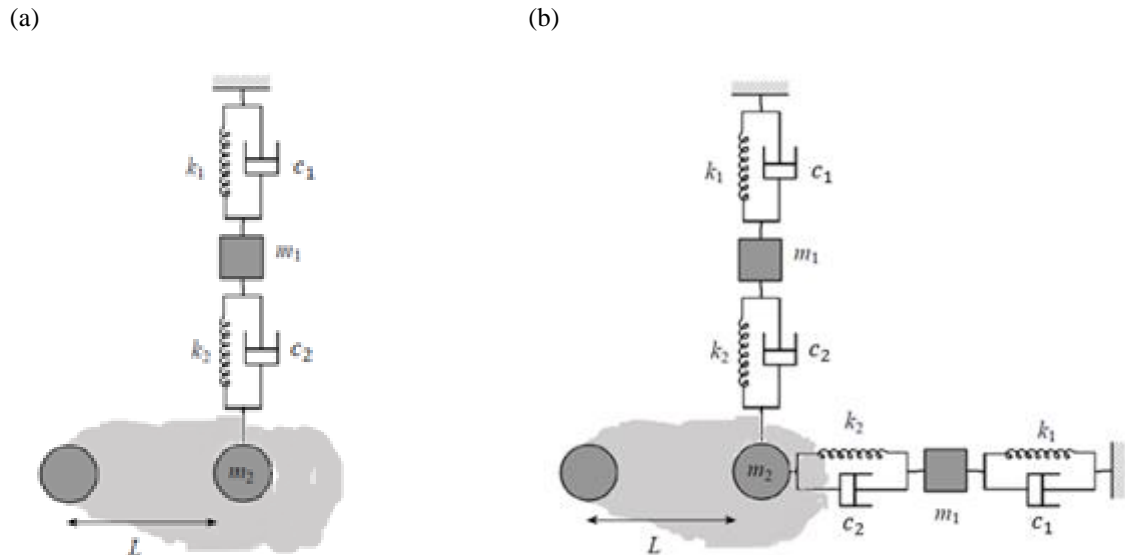 (a)
k₁
c₁
m₁
k₂
c₂
m₂
L
(b)
k₁
c₁
m₁
k₂
c₂
m₂
k₂
c₂
m₁
k₁
c₁
L